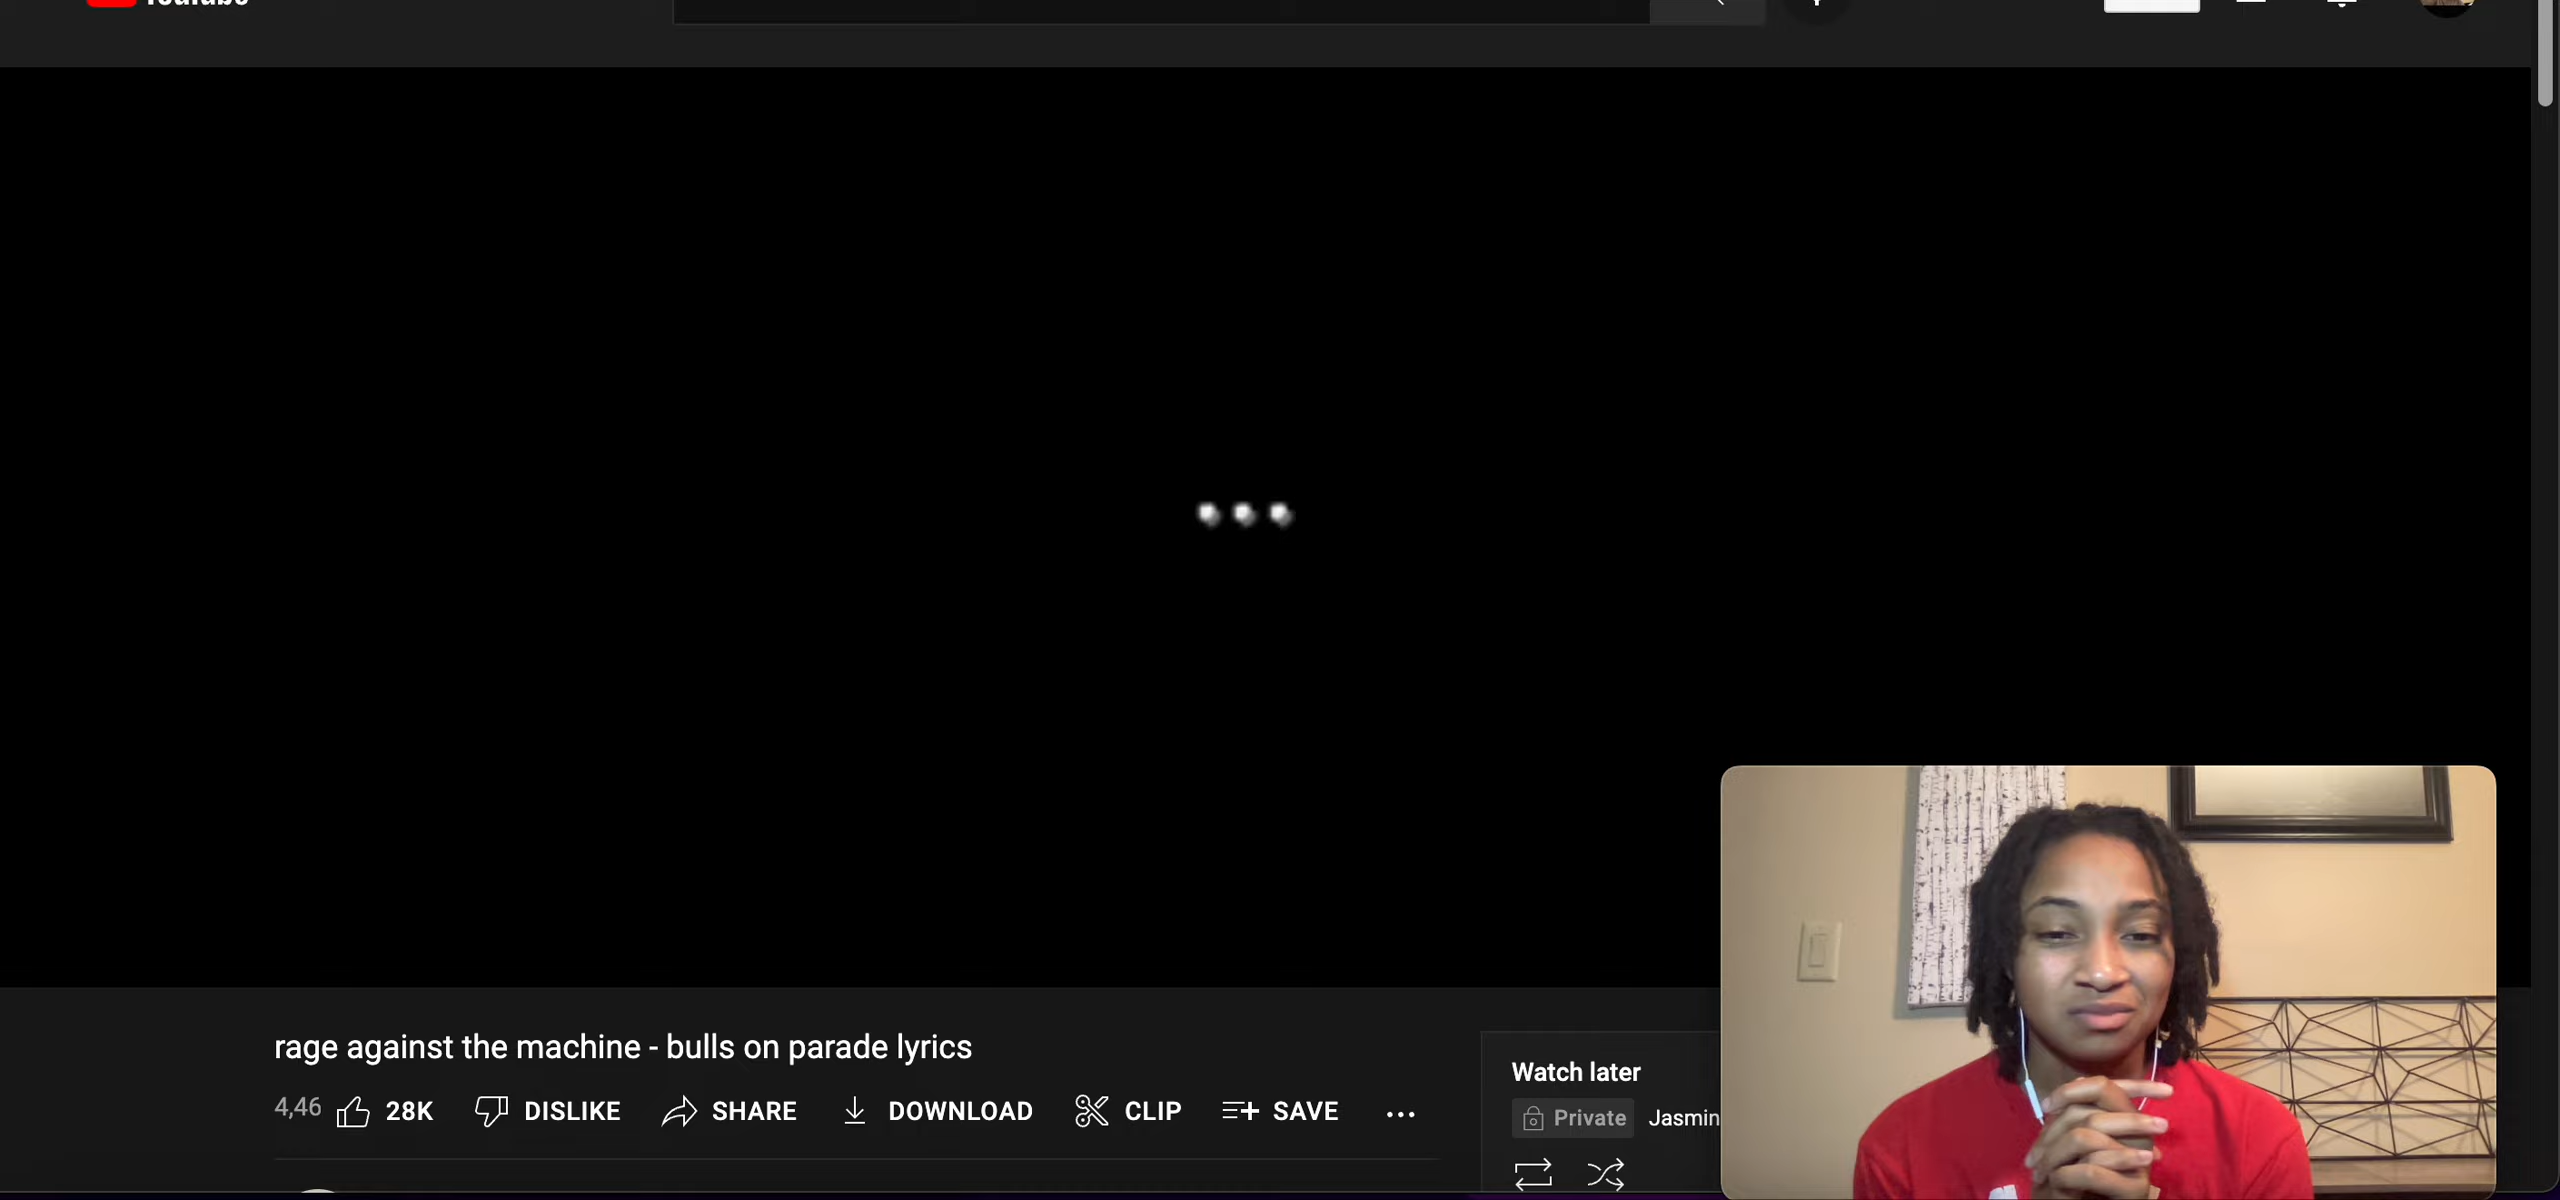 YouTube
rage against the machine - bulls on parade lyrics
4,46 28K DISLIKE SHARE DOWNLOAD CLIP SAVE ...
Watch later
Private Jasmin